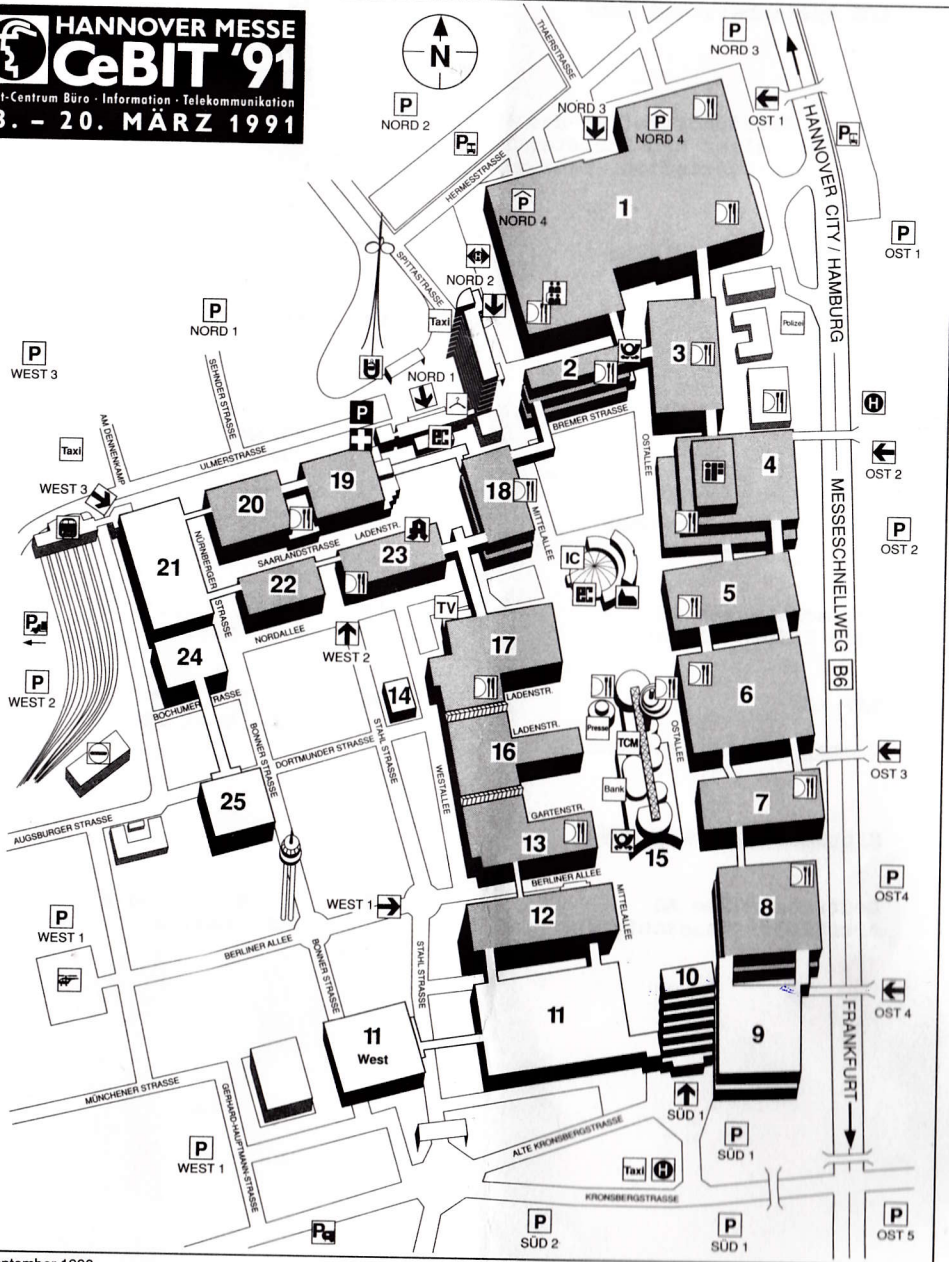 HANNOVER MESSE
CeBIT '91
t-Centrum Büro · Information · Telekommunikation
. – 20. MÄRZ 1991
N
P
NORD 3
THAERSTRASSE
P
NORD 2
NORD 3
OST 1
P
NORD 4
HANNOVER CITY / HAMBURG
HERMESSTRASSE
P
NORD 4
1
P
OST 1
SPITTASTRASSE
NORD 2
Taxi
Polizei
P
NORD 1
P
WEST 3
U
NORD 1
2
3
SEHNDER STRASSE
P
EC
BREMER STRASSE
H
OSTALLEE
Taxi
AM DENNENKAMP
ULMERSTRASSE
4
OST 2
WEST 3
20
19
18
MITTELALLEE
MESSESCHNELLWEG
P
OST 2
21
NÜRNBERGER STRASSE
SAARLANDSTRASSE
LADENSTR.
23
22
IC
EC
5
NORDALLEE
TV
WEST 2
17
24
P
WEST 2
14
LADENSTR.
6
B6
BOCHUMER STRASSE
LADENSTR.
Presse
TCM
OSTALLEE
BONNER STRASSE
DORTMUNDER STRASSE
STAHL STRASSE
16
WESTALLEE
OST 3
Bank
25
7
AUGSBURGER STRASSE
GARTENSTR.
13
15
BERLINER ALLEE
P
OST4
WEST 1
12
MITTELALLEE
8
P
WEST 1
BERLINER ALLEE
BONNER STRASSE
STAHL STRASSE
10
OST 4
11
West
11
9
FRANKFURT
MÜNCHENER STRASSE
GERHARD-HAUPTMANN-STRASSE
SÜD 1
P
WEST 1
ALTE KRONSBERGSTRASSE
P
SÜD 1
Taxi
H
KRONSBERGSTRASSE
P
SÜD 2
P
SÜD 1
P
OST 5